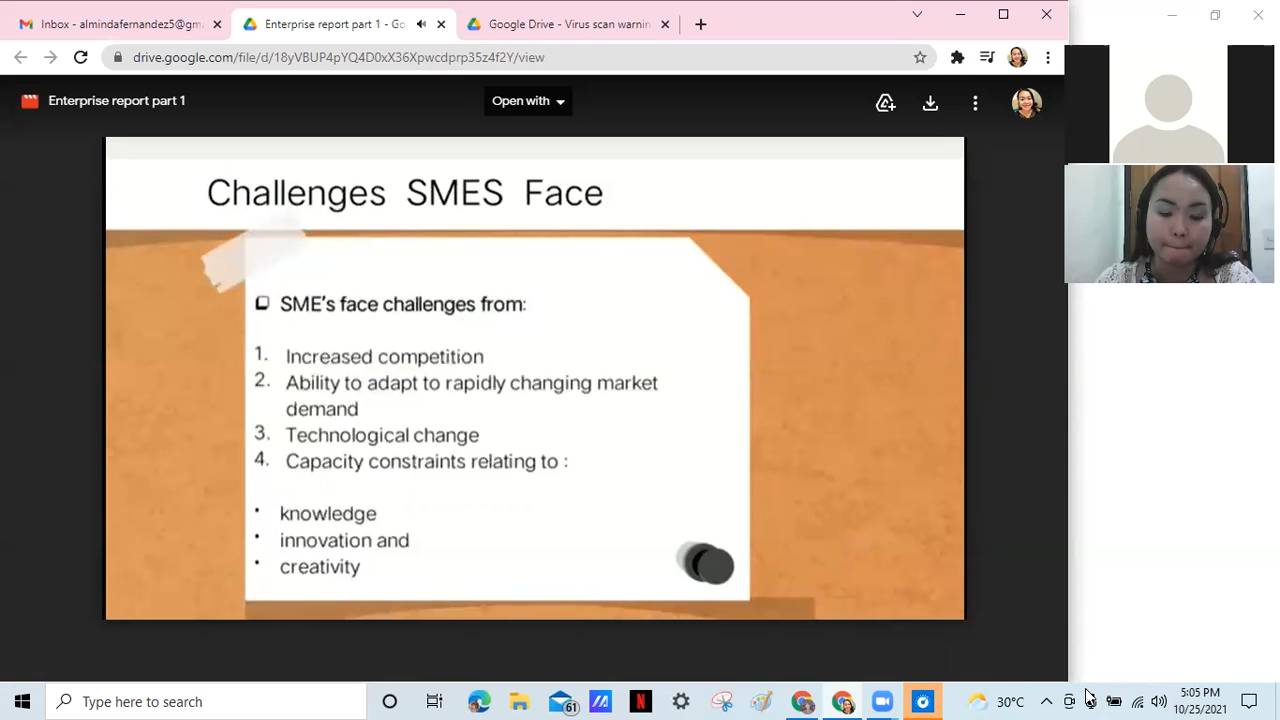 Inbox - almindafernandez5@gm
Enterprise report part 1 - Go
Google Drive - Virus scan warnin
drive.google.com/file/d/18yVBUP4pYQ4D0xX36Xpwcdprp35z4f2Y/view
Enterprise report part 1
Open with
Challenges SMES Face
❑ SME's face challenges from:
1. Increased competition
2. Ability to adapt to rapidly changing market
demand
3. Technological change
4. Capacity constraints relating to :
• knowledge
• innovation and
• creativity
Type here to search
61
N
30°C
5:05 PM
10/25/2021